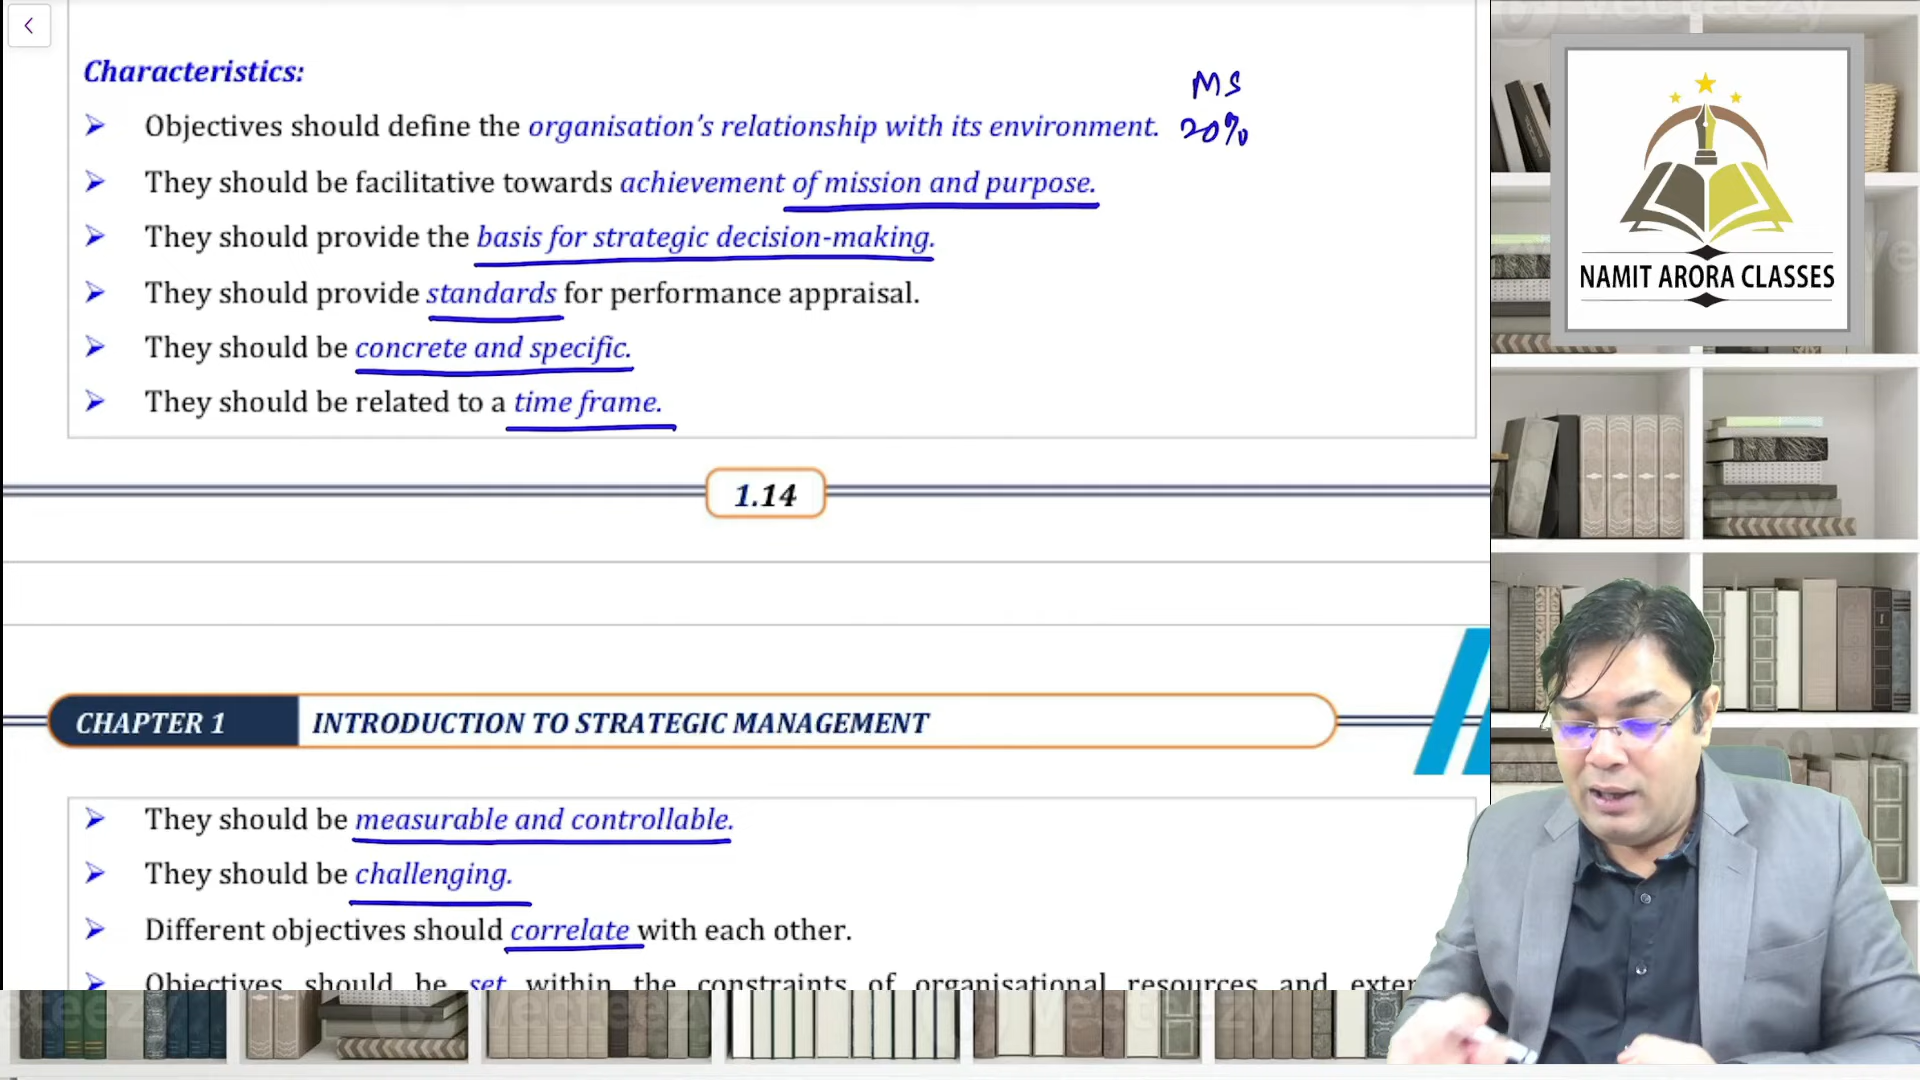 Characteristics:
MS
➢ Objectives should define the organisation's relationship with its environment. 20%
➢ They should be facilitative towards achievement of mission and purpose.
➢ They should provide the basis for strategic decision-making.
➢ They should provide standards for performance appraisal.
➢ They should be concrete and specific.
➢ They should be related to a time frame.
1.14
CHAPTER 1 INTRODUCTION TO STRATEGIC MANAGEMENT
➢ They should be measurable and controllable.
➢ They should be challenging.
➢ Different objectives should correlate with each other.
➢ Objectives should be set within the constraints of organisational resources and
NAMIT ARORA CLASSES